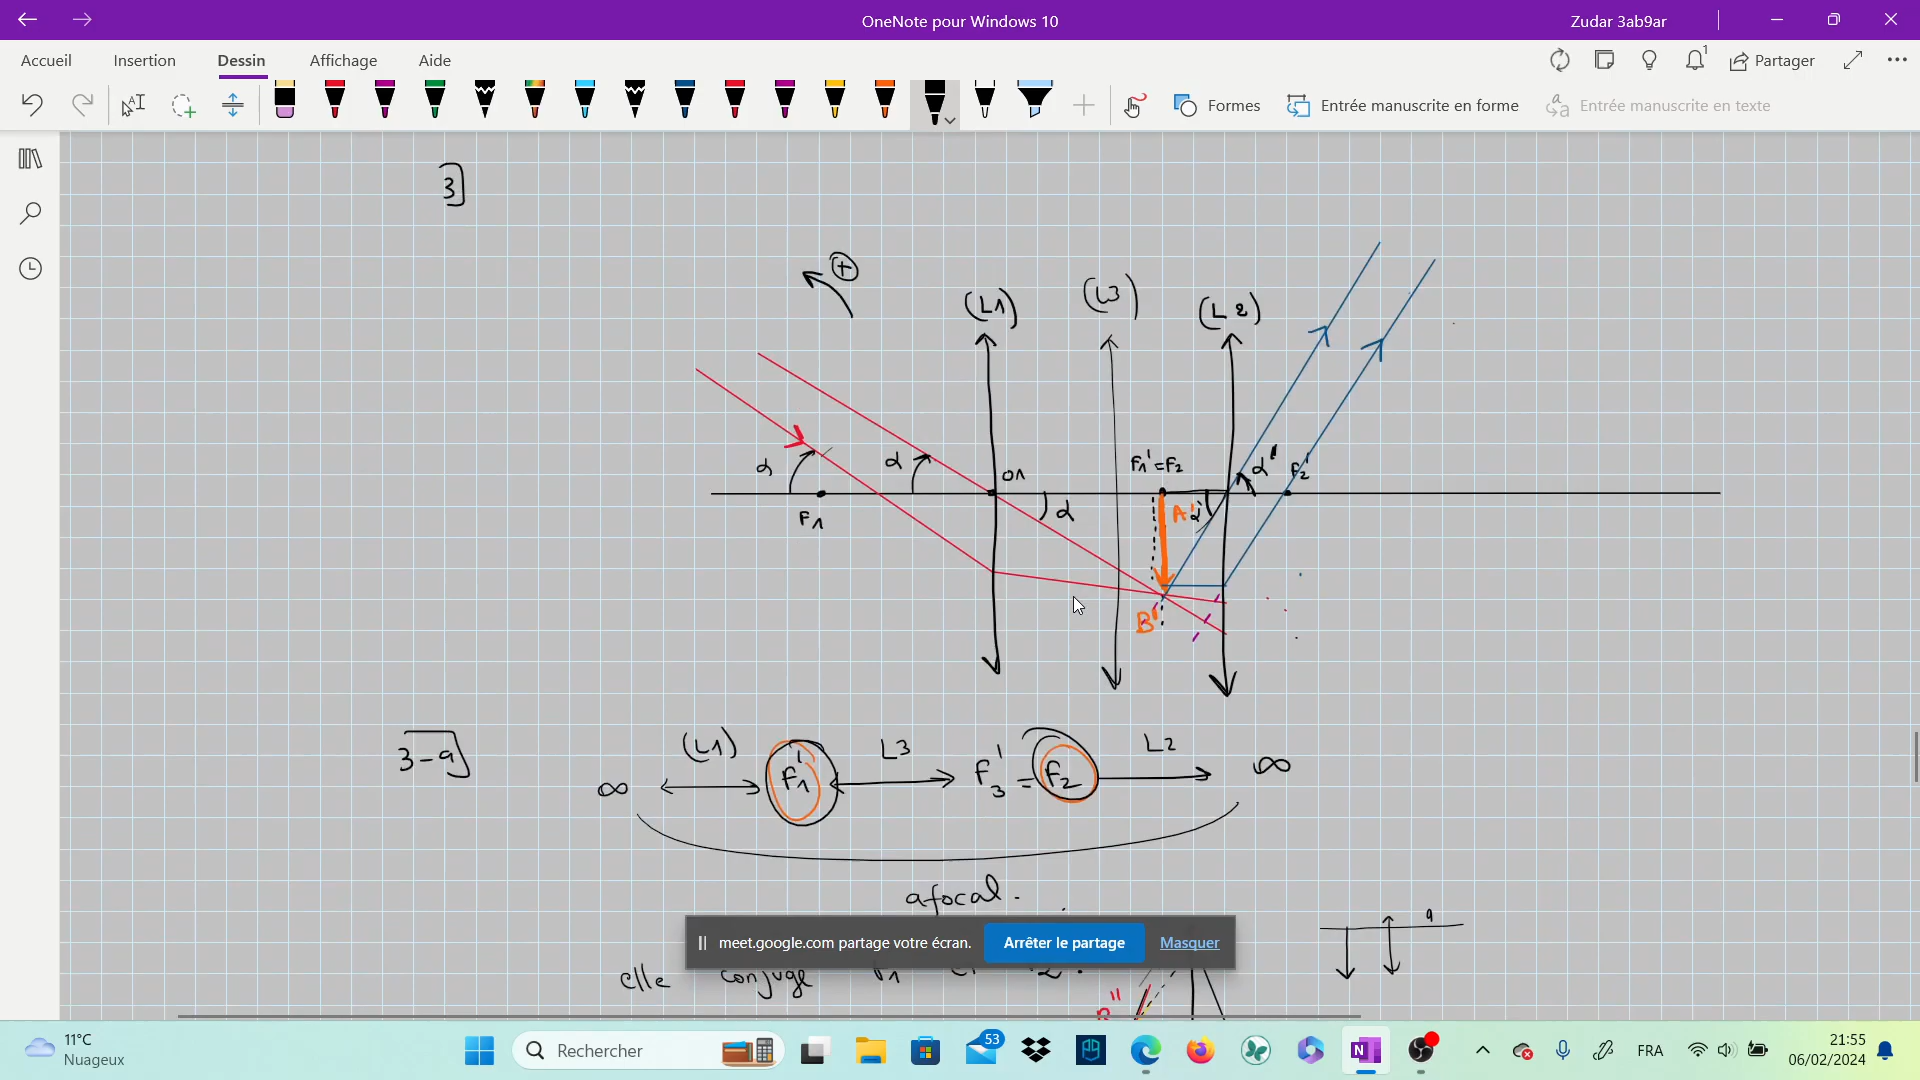 OneNote pour Windows 10
Zudar 3ab9ar
Accueil
Insertion
Dessin
Affichage
Aide
1
Partager
Formes
Entrée manuscrite en forme
Entrée manuscrite en texte
3]
+
(L1)
(L3)
(L2)
α
α
O1
F1'=F2
α'
F2'
F1
α
A'
α'
B'
3-a]
(L1)
L3
L2
∞
F1'
F3' = F2
∞
afocal.
a
meet.google.com partage votre écran.
Arrêter le partage
Masquer
elle conjuge
B"
11°C
Nuageux
Rechercher
53
FRA
21:55
06/02/2024